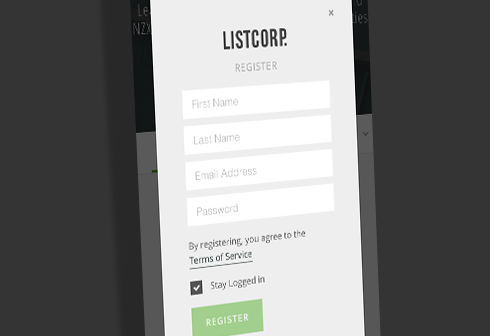 ×
LISTCORP.
REGISTER
First Name
Last Name
Email Address
Password
By registering, you agree to the
Terms of Service
Stay Logged in
REGISTER